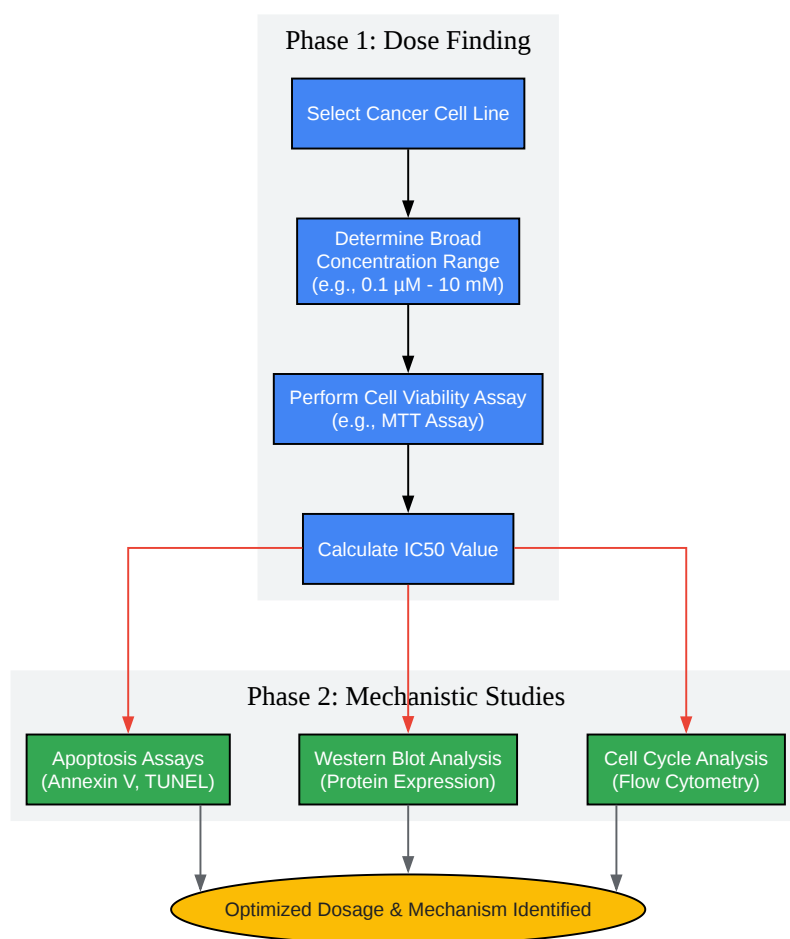 Phase 1: Dose Finding
Select Cancer Cell Line
Determine Broad
Concentration Range
(e.g., 0.1 µM - 10 mM)
Perform Cell Viability Assay
(e.g., MTT Assay)
Calculate IC50 Value
Phase 2: Mechanistic Studies
Apoptosis Assays
(Annexin V, TUNEL)
Western Blot Analysis
(Protein Expression)
Cell Cycle Analysis
(Flow Cytometry)
Optimized Dosage & Mechanism Identified